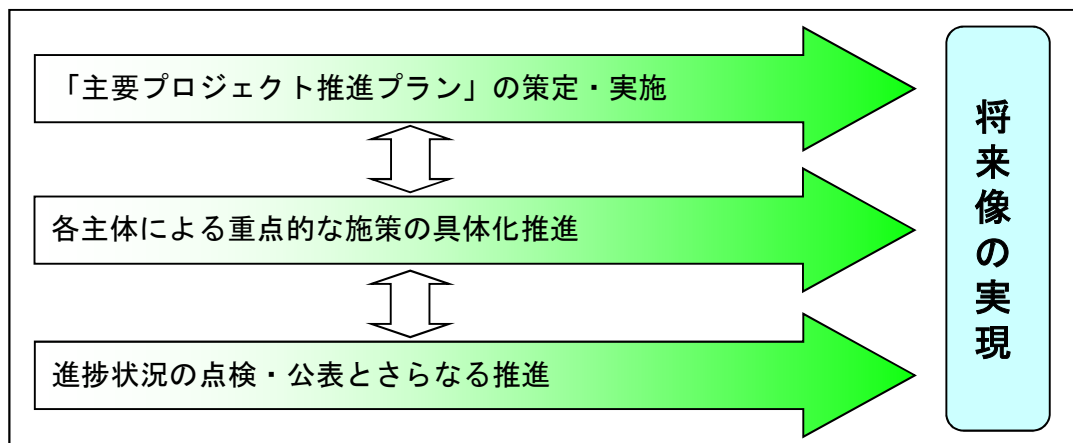 「主要プロジェクト推進プラン」の策定・実施
各主体による重点的な施策の具体化推進
進捗状況の点検・公表とさらなる推進
将来像の実現